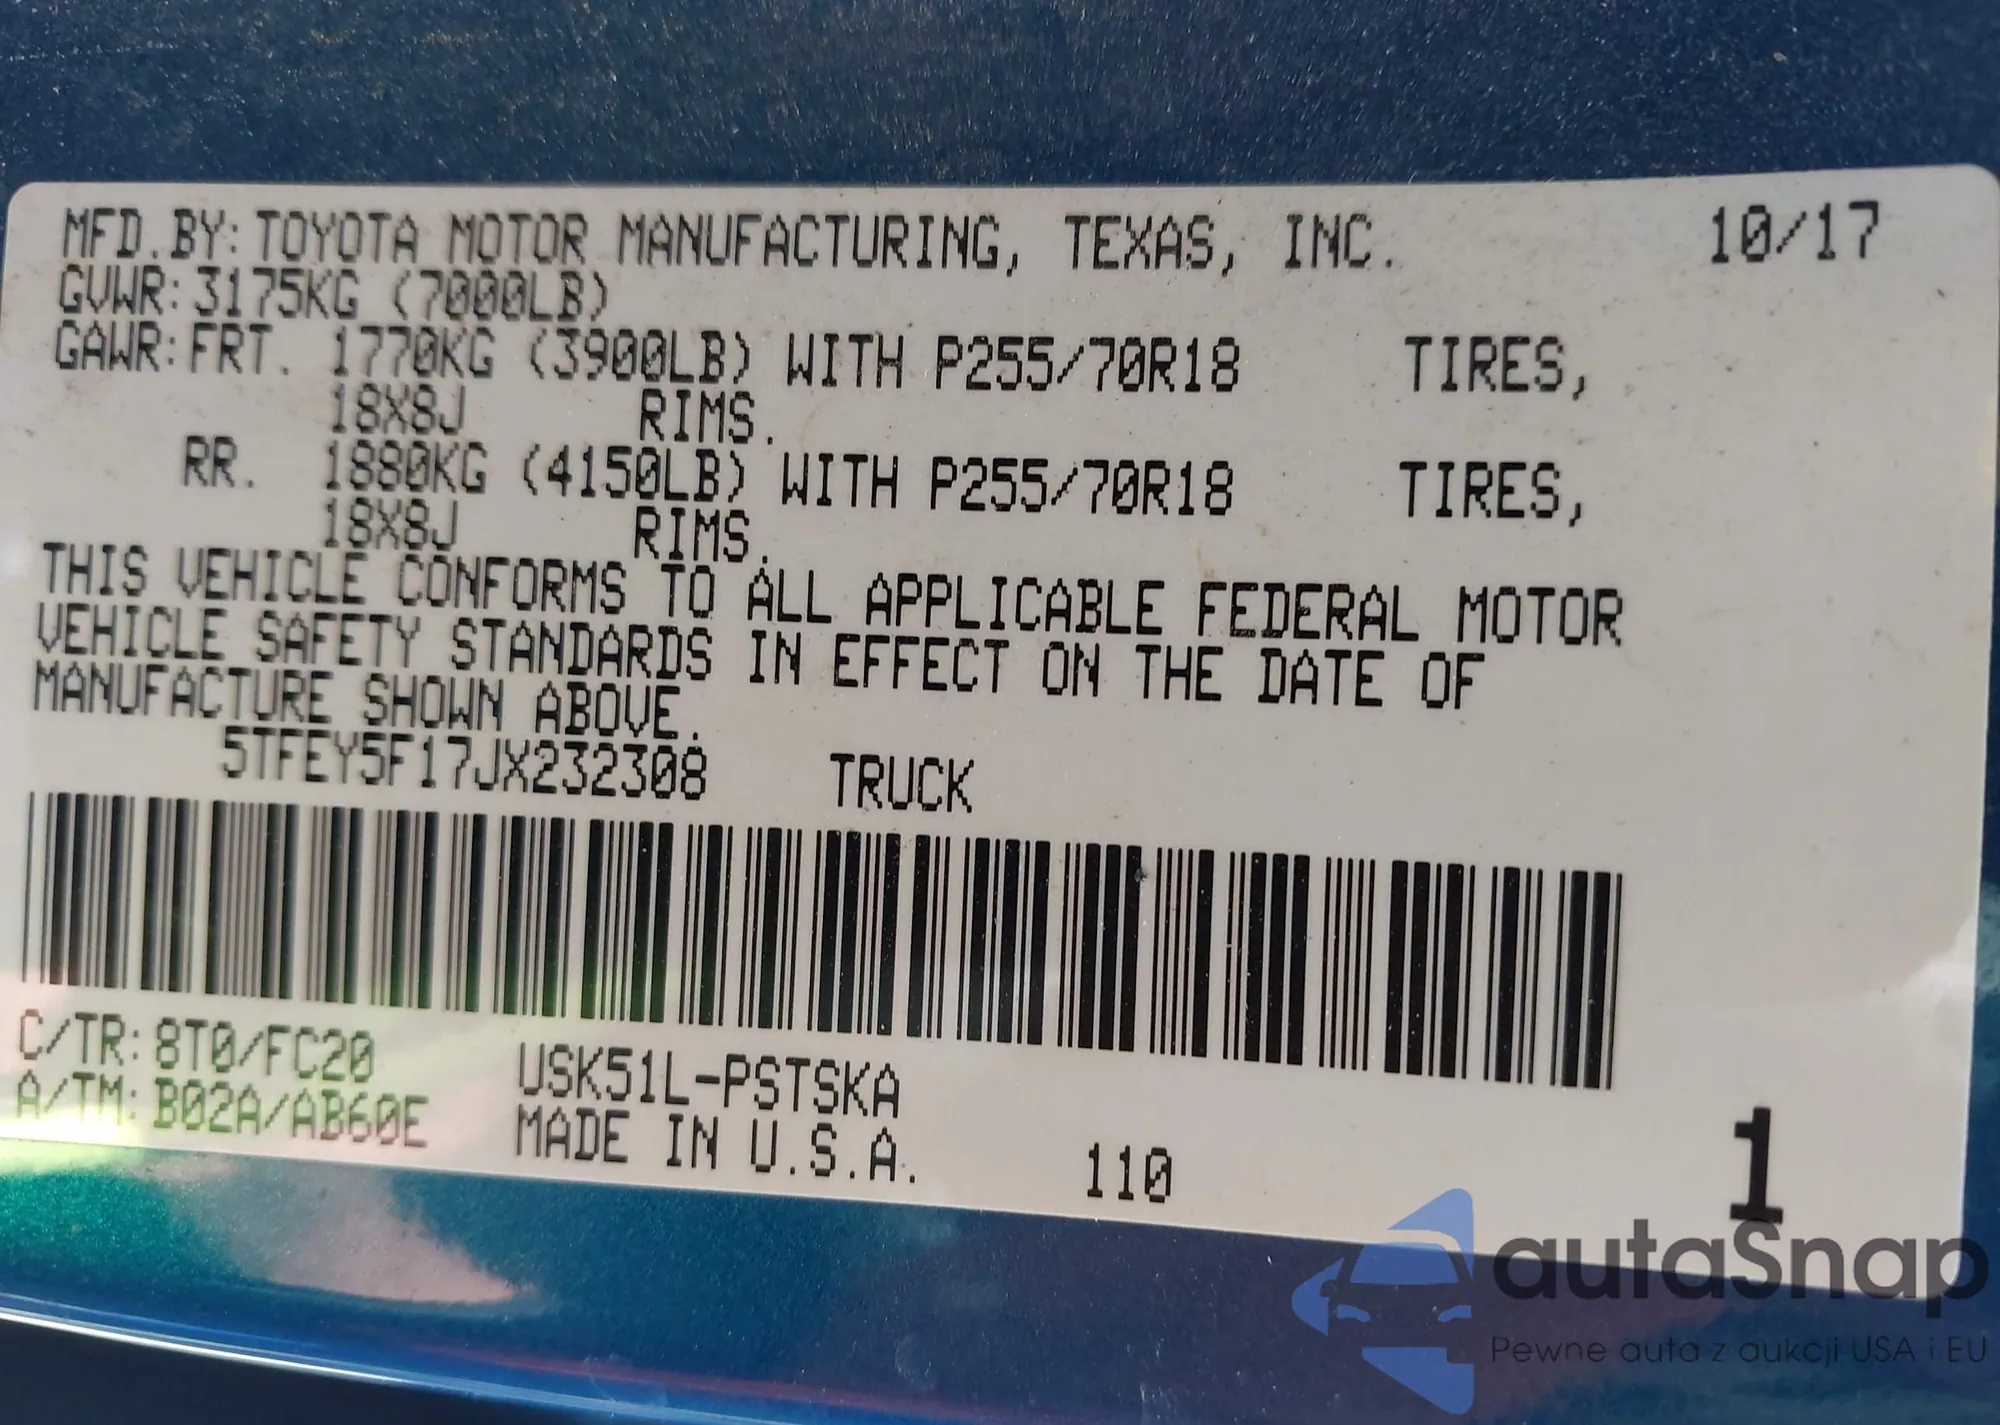 MFD.BY: TOYOTA MOTOR MANUFACTURING, TEXAS, INC. 10/17
GVWR: 3175KG (7000LB)
GAWR: FRT. 1770KG (3900LB) WITH P255/70R18 TIRES,
18X8J RIMS.
RR. 1880KG (4150LB) WITH P255/70R18 TIRES,
18X8J RIMS.
THIS VEHICLE CONFORMS TO ALL APPLICABLE FEDERAL MOTOR
VEHICLE SAFETY STANDARDS IN EFFECT ON THE DATE OF
MANUFACTURE SHOWN ABOVE.
5TFEY5F17JX232308 TRUCK
C/TR: 8T0/FC20
A/TM: B02A/AB60E
USK51L-PSTSKA
MADE IN U.S.A. 110
1
autaSnap
Pewne auta z aukcji USA i EU